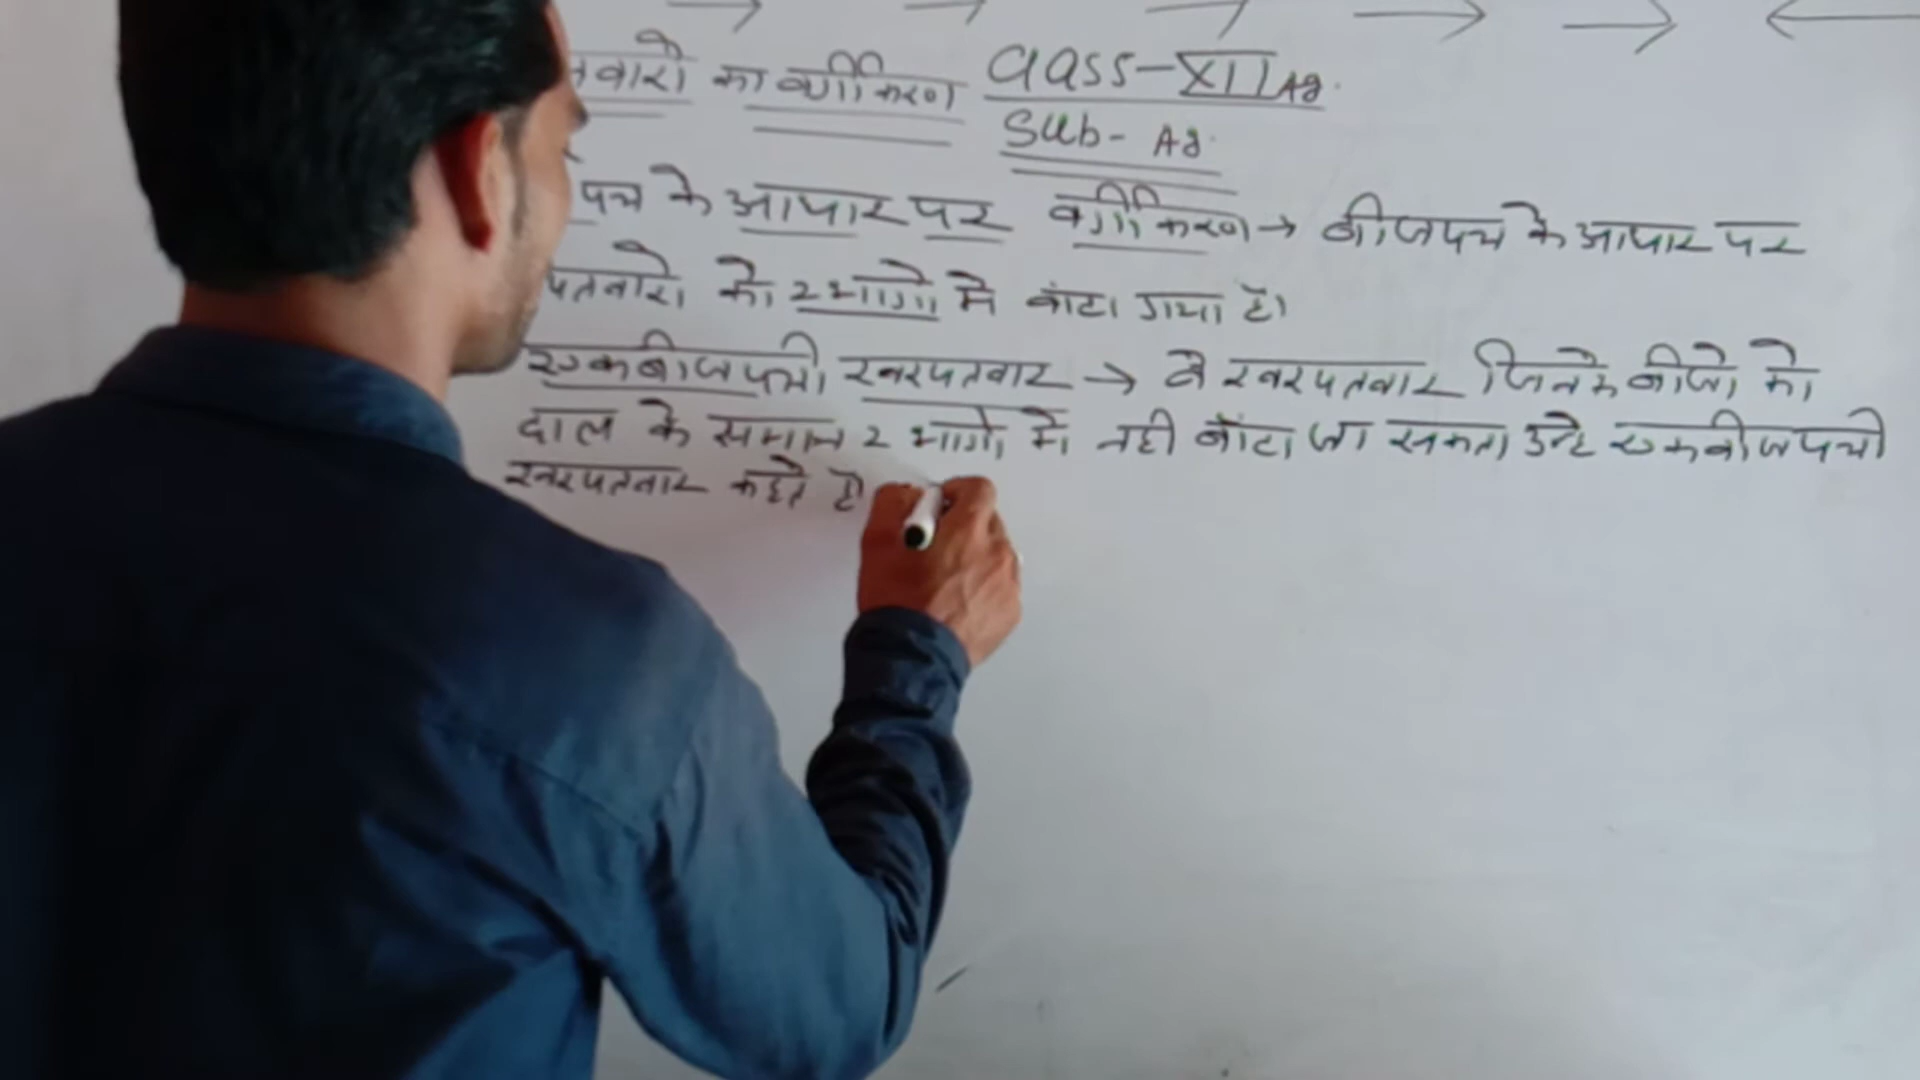 तवारो का वर्गीकरण Class-XII Ag.
Sub- Ag.
पत्र के आधार पर वर्गीकरण → बीजपत्र के आधार पर
पतवारो को 2 भागो मे बांटा गया है।
एकबीजपत्री खरपतवार → वे खरपतवार जिनके बीजो को
दाल के समान 2 भागो मे नही बाँटा जा सकता उन्हे एकबीजपत्री
खरपतवार कहते है